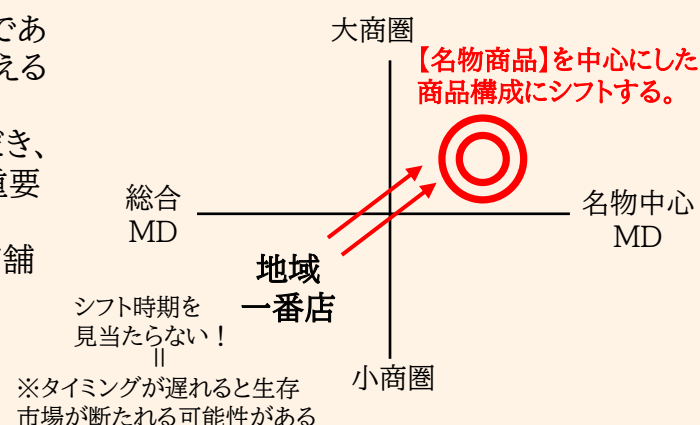 であ
える
き、
重要
舗
大商圏
【名物商品】を中心にした
商品構成にシフトする。
総合
MD
名物中心
MD
地域
一番店
シフト時期を
見当たらない！
||
※タイミングが遅れると生存
市場が断たれる可能性がある
小商圏